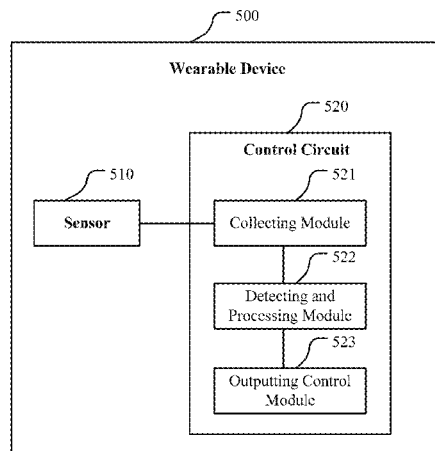 500
Wearable Device
520
Control Circuit
510
Sensor
521
Collecting Module
522
Detecting and
Processing Module
523
Outputting Control
Module